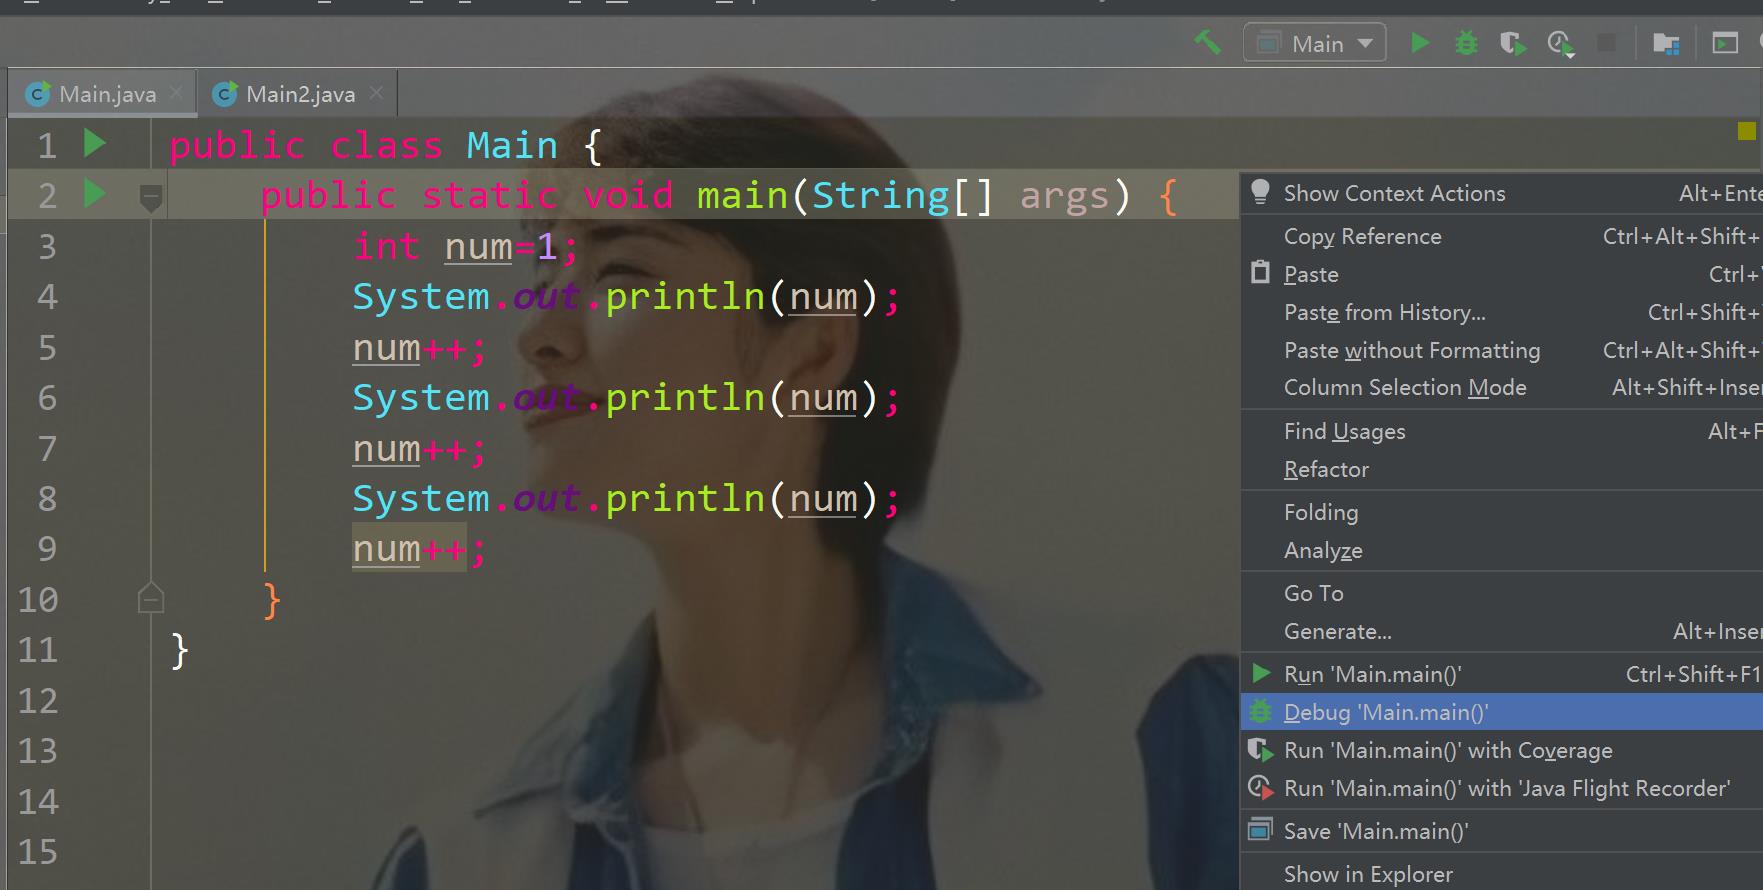 Main
Main.java
Main2.java
1 public class Main {
2 public static void main(String[] args) {
3 int num=1;
4 System.out.println(num);
5 num++;
6 System.out.println(num);
7 num++;
8 System.out.println(num);
9 num++;
10 }
11 }
12
13
14
15
Show Context Actions Alt+Ente
Copy Reference Ctrl+Alt+Shift+
Paste Ctrl+
Paste from History... Ctrl+Shift+
Paste without Formatting Ctrl+Alt+Shift+
Column Selection Mode Alt+Shift+Inser
Find Usages Alt+F
Refactor
Folding
Analyze
Go To
Generate... Alt+Inser
Run 'Main.main()' Ctrl+Shift+F1
Debug 'Main.main()'
Run 'Main.main()' with Coverage
Run 'Main.main()' with 'Java Flight Recorder'
Save 'Main.main()'
Show in Explorer